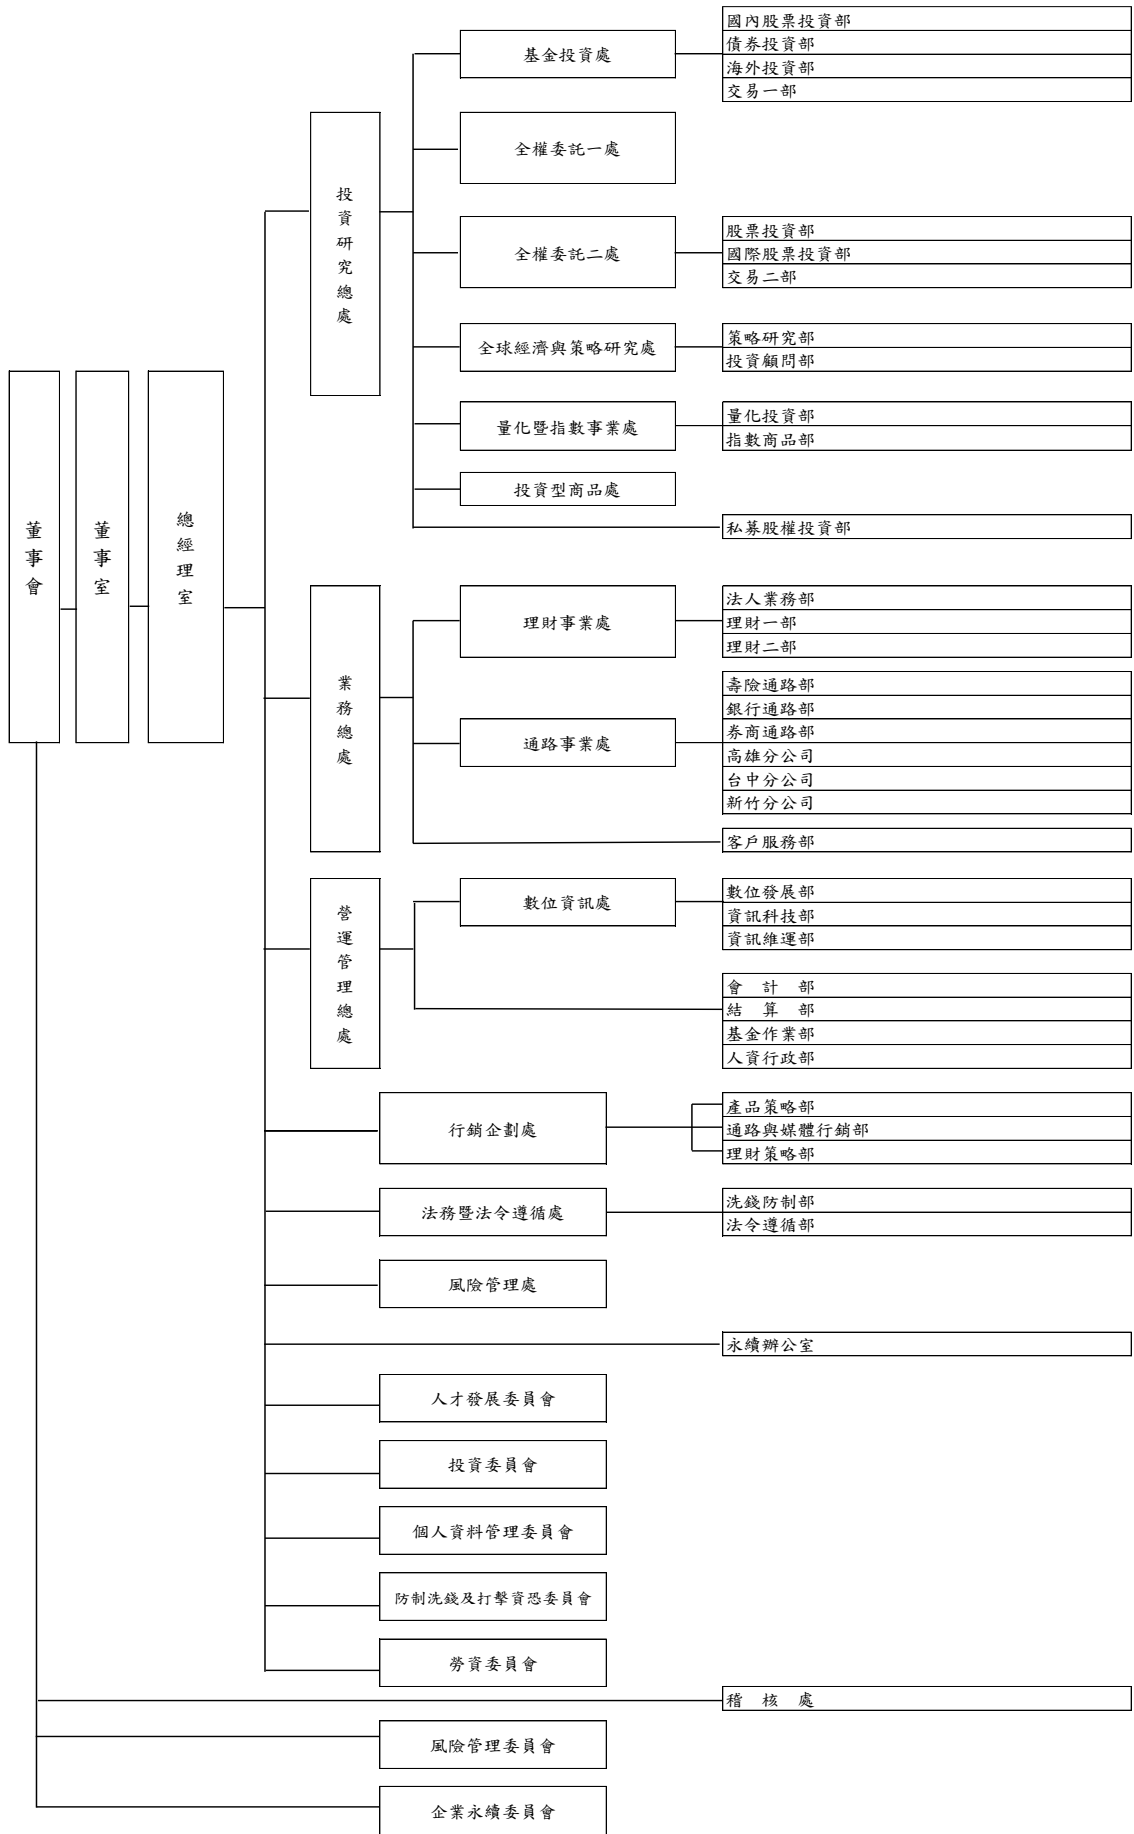 董事會
董事室
總經理室
投資研究總處
基金投資處
國內股票投資部
債券投資部
海外投資部
交易一部
全權委託一處
全權委託二處
股票投資部
國際股票投資部
交易二部
全球經濟與策略研究處
策略研究部
投資顧問部
量化暨指數事業處
量化投資部
指數商品部
投資型商品處
私募股權投資部
業務總處
理財事業處
法人業務部
理財一部
理財二部
通路事業處
壽險通路部
銀行通路部
券商通路部
高雄分公司
台中分公司
新竹分公司
客戶服務部
營運管理總處
數位資訊處
數位發展部
資訊科技部
資訊維運部
會 計 部
結 算 部
基金作業部
人資行政部
行銷企劃處
產品策略部
通路與媒體行銷部
理財策略部
法務暨法令遵循處
洗錢防制部
法令遵循部
風險管理處
永續辦公室
人才發展委員會
投資委員會
個人資料管理委員會
防制洗錢及打擊資恐委員會
勞資委員會
稽 核 處
風險管理委員會
企業永續委員會